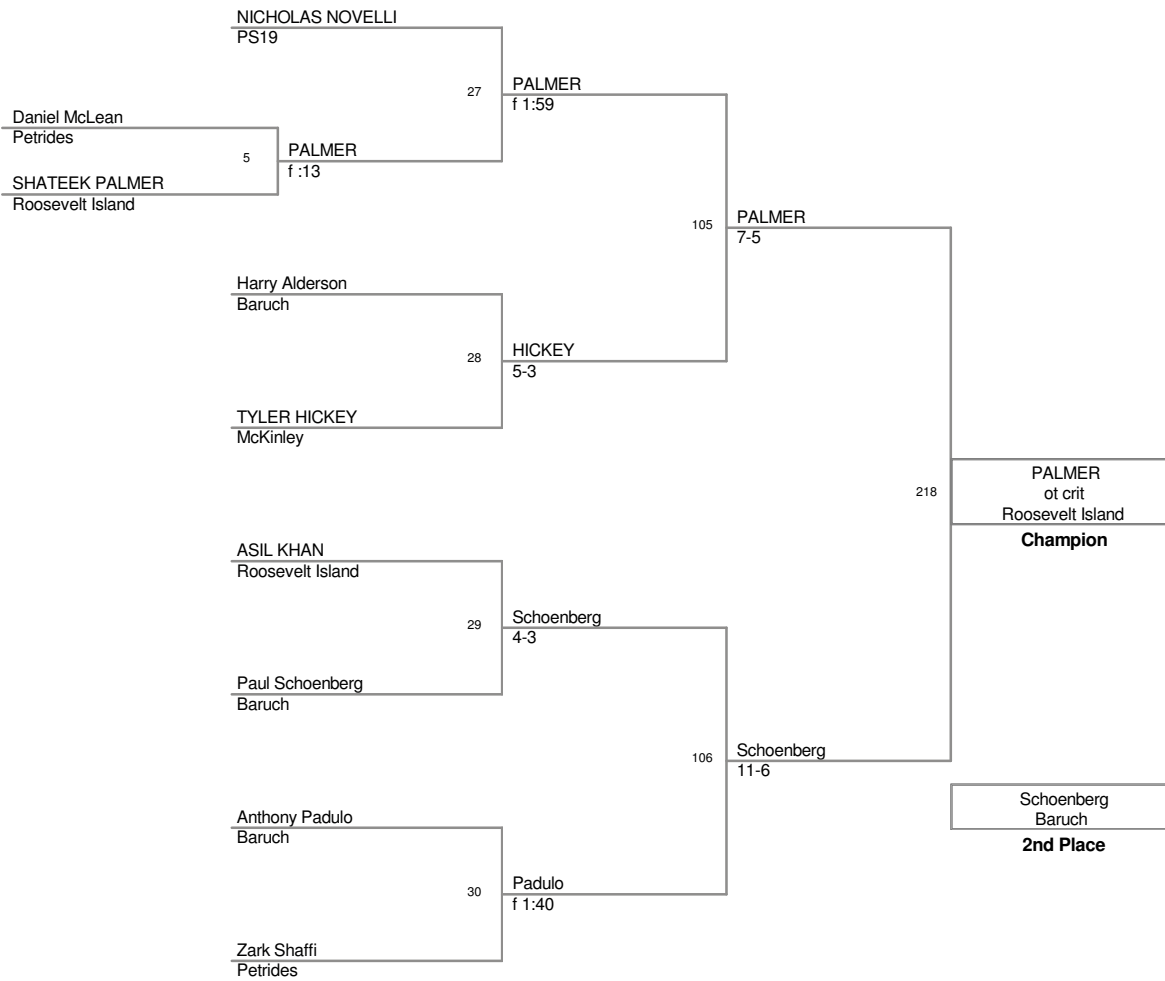 NICHOLAS NOVELLI
PS19
27
PALMER
f 1:59
Daniel McLean
Petrides
5
PALMER
f :13
SHATEEK PALMER
Roosevelt Island
105
PALMER
7-5
Harry Alderson
Baruch
28
HICKEY
5-3
TYLER HICKEY
McKinley
218
PALMER
ot crit
Roosevelt Island
Champion
ASIL KHAN
Roosevelt Island
29
Schoenberg
4-3
Paul Schoenberg
Baruch
106
Schoenberg
11-6
Schoenberg
Baruch
2nd Place
Anthony Padulo
Baruch
30
Padulo
f 1:40
Zark Shaffi
Petrides